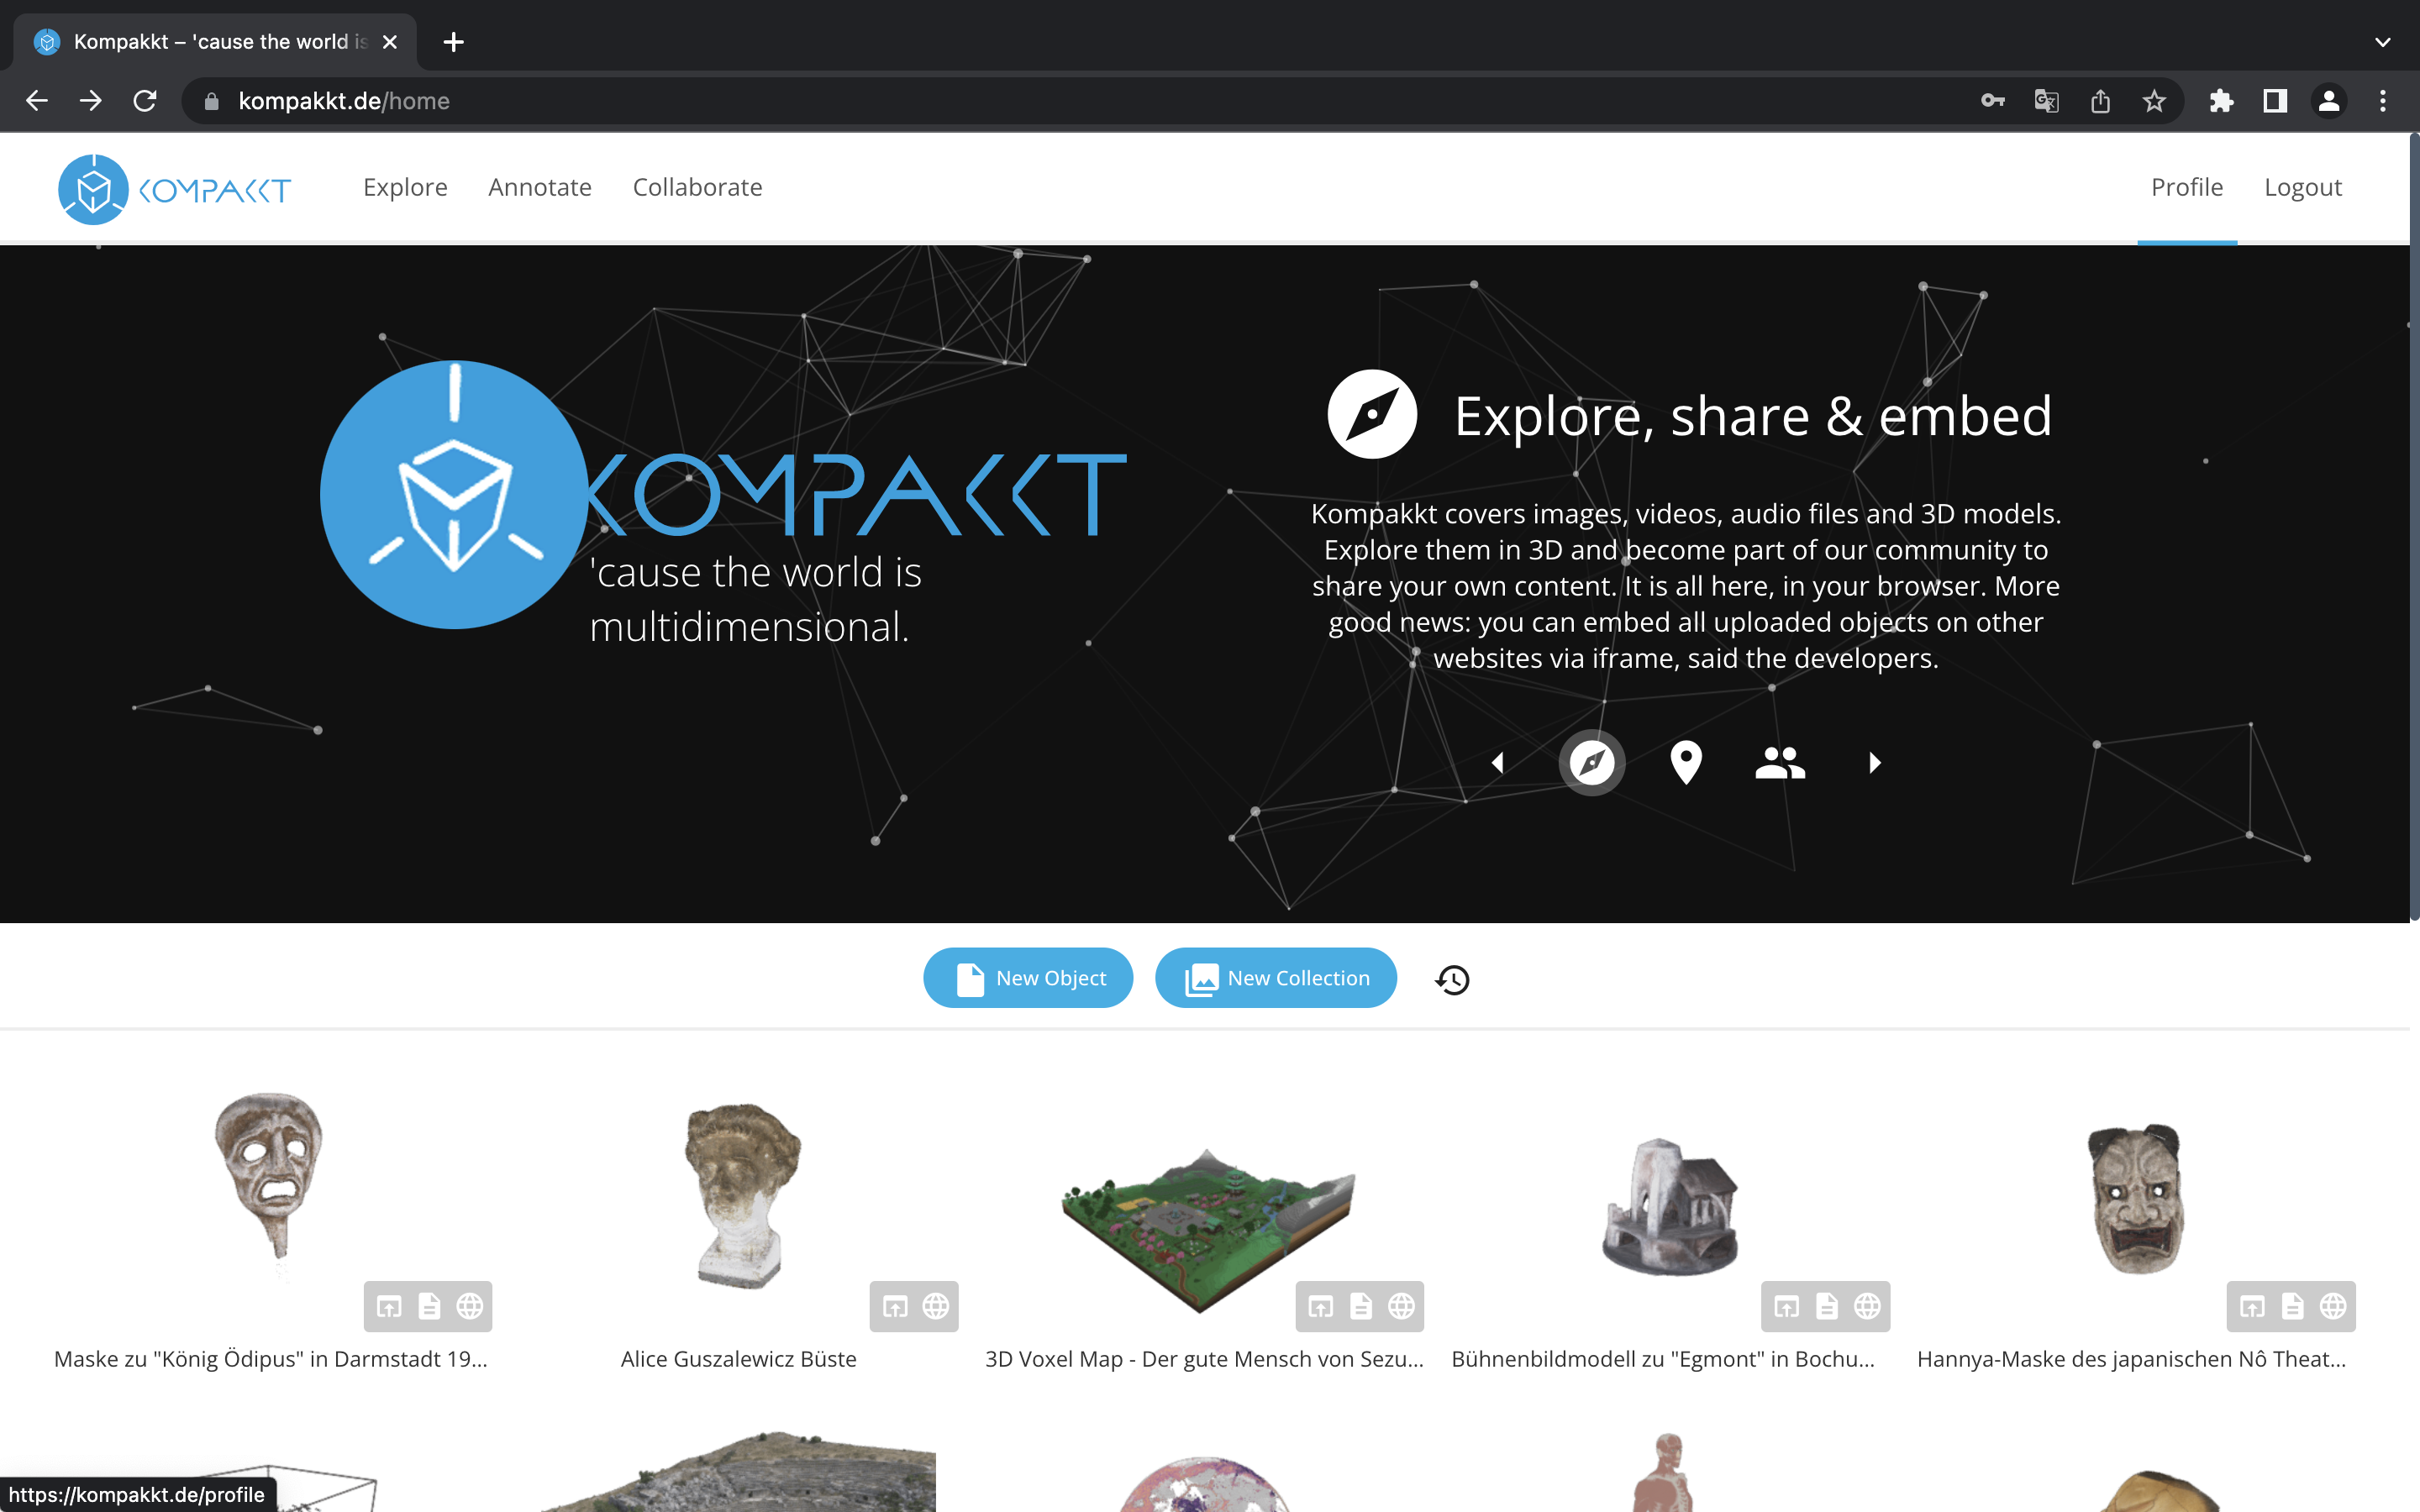 Kompakkt – 'cause the world is
kompakkt.de/home
KOMPAKKT
Explore
Annotate
Collaborate
Profile
Logout
KOMPAKKT
'cause the world is
multidimensional.
Explore, share & embed
Kompakkt covers images, videos, audio files and 3D models.
Explore them in 3D and become part of our community to
share your own content. It is all here, in your browser. More
good news: you can embed all uploaded objects on other
websites via iframe, said the developers.
New Object
New Collection
Maske zu "König Ödipus" in Darmstadt 19...
Alice Guszalewicz Büste
3D Voxel Map - Der gute Mensch von Sezu...
Bühnenbildmodell zu "Egmont" in Bochu...
Hannya-Maske des japanischen Nô Theat...
https://kompakkt.de/profile